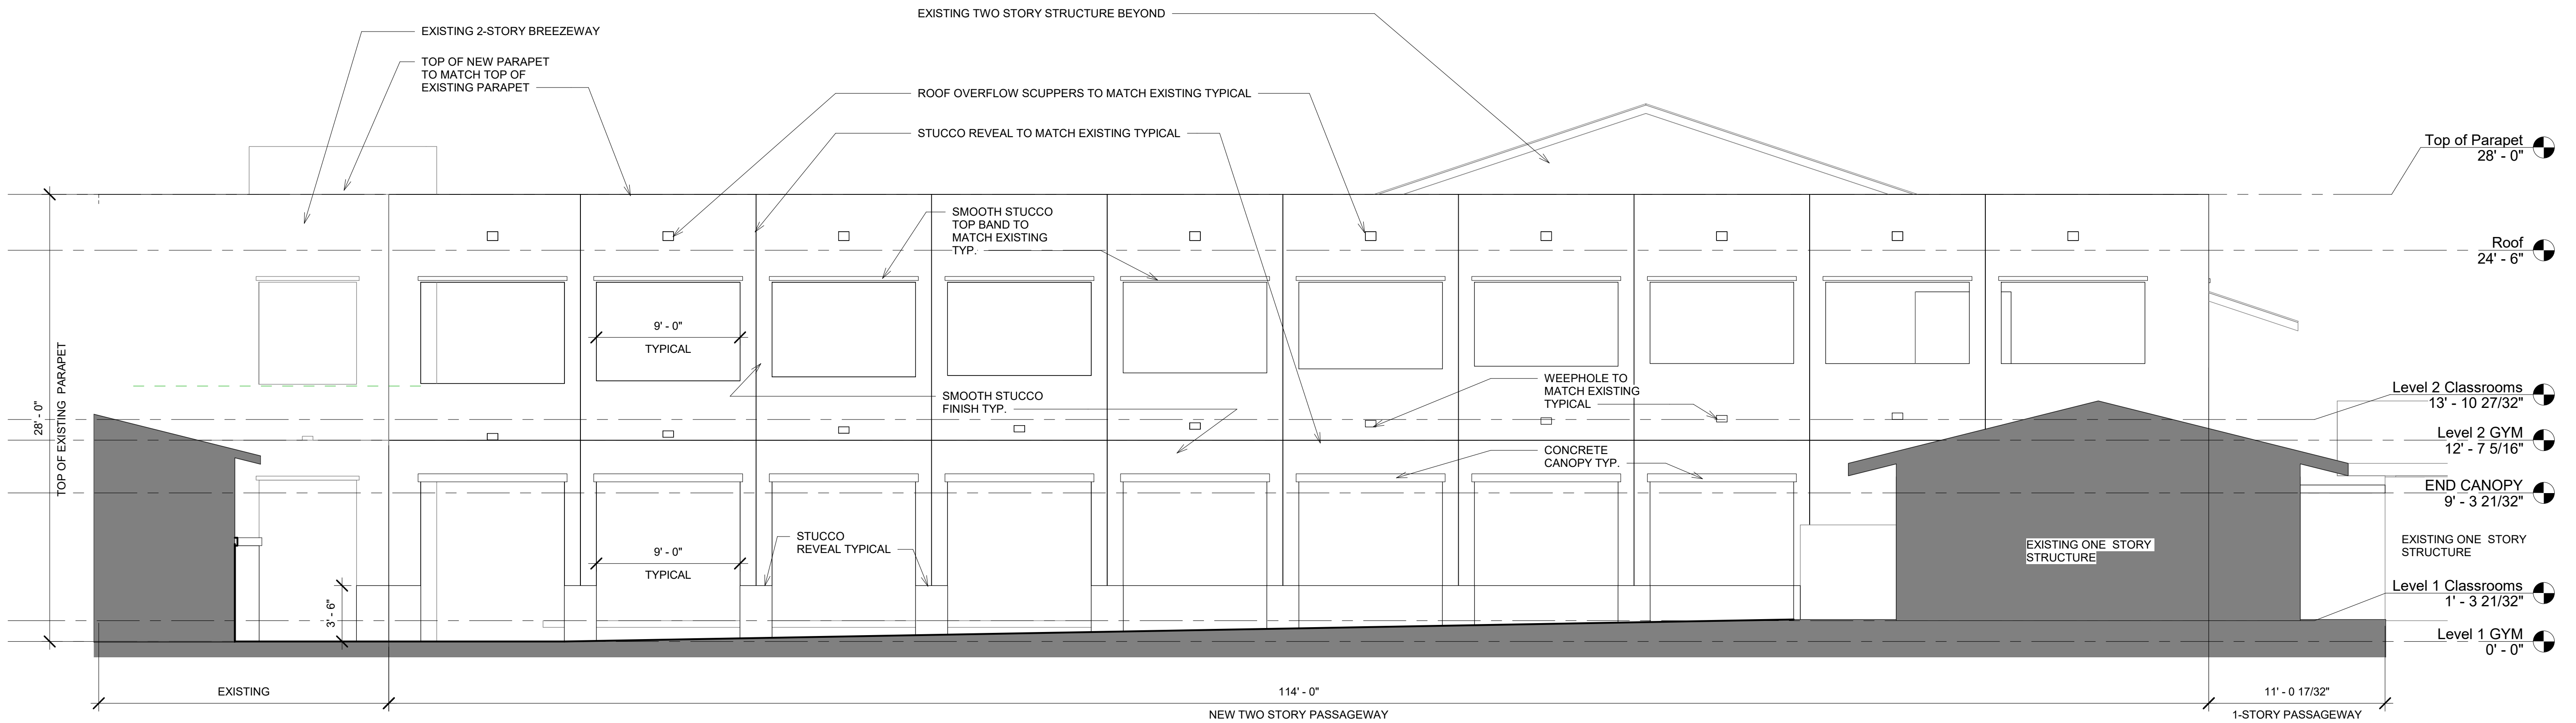 EXISTING TWO STORY STRUCTURE BEYOND
EXISTING 2-STORY BREEZEWAY
TOP OF NEW PARAPET
TO MATCH TOP OF
EXISTING PARAPET
ROOF OVERFLOW SCUPPERS TO MATCH EXISTING TYPICAL
STUCCO REVEAL TO MATCH EXISTING TYPICAL
Top of Parapet
28' - 0"
SMOOTH STUCCO
TOP BAND TO
MATCH EXISTING
TYP.
Roof
24' - 6"
9' - 0"
TYPICAL
28' - 0"
TOP OF EXISTING PARAPET
SMOOTH STUCCO
FINISH TYP.
WEEPHOLE TO
MATCH EXISTING
TYPICAL
Level 2 Classrooms
13' - 10 27/32"
Level 2 GYM
12' - 7 5/16"
CONCRETE
CANOPY TYP.
END CANOPY
9' - 3 21/32"
STUCCO
REVEAL TYPICAL
9' - 0"
TYPICAL
EXISTING ONE STORY
STRUCTURE
EXISTING ONE STORY
STRUCTURE
3' - 6"
Level 1 Classrooms
1' - 3 21/32"
Level 1 GYM
0' - 0"
EXISTING
114' - 0"
NEW TWO STORY PASSAGEWAY
11' - 0 17/32"
1-STORY PASSAGEWAY